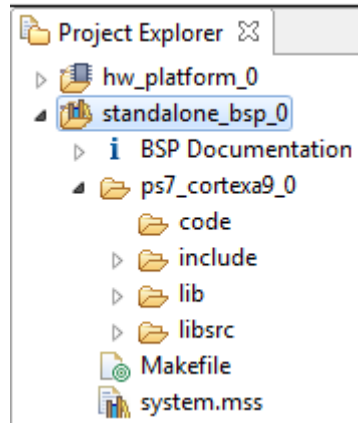 Project Explorer
hw_platform_0
standalone_bsp_0
BSP Documentation
ps7_cortexa9_0
code
include
lib
libsrc
Makefile
system.mss